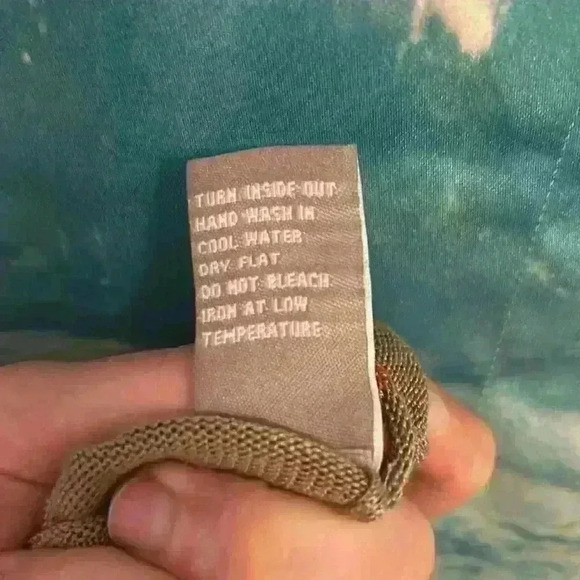 TURN INSIDE OUT
HAND WASH IN
COOL WATER
DRY FLAT
DO NOT BLEACH
IRON AT LOW
TEMPERATURE